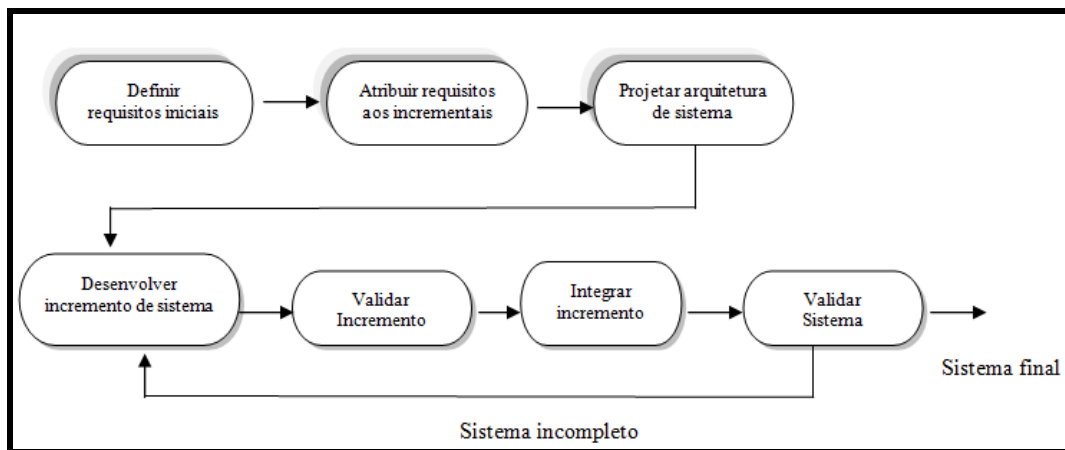 Definir
requisitos iniciais
Atribuir requisitos
aos incrementais
Projetar arquitetura
de sistema
Desenvolver
incremento de sistema
Validar
Incremento
Integrar
incremento
Validar
Sistema
Sistema final
Sistema incompleto